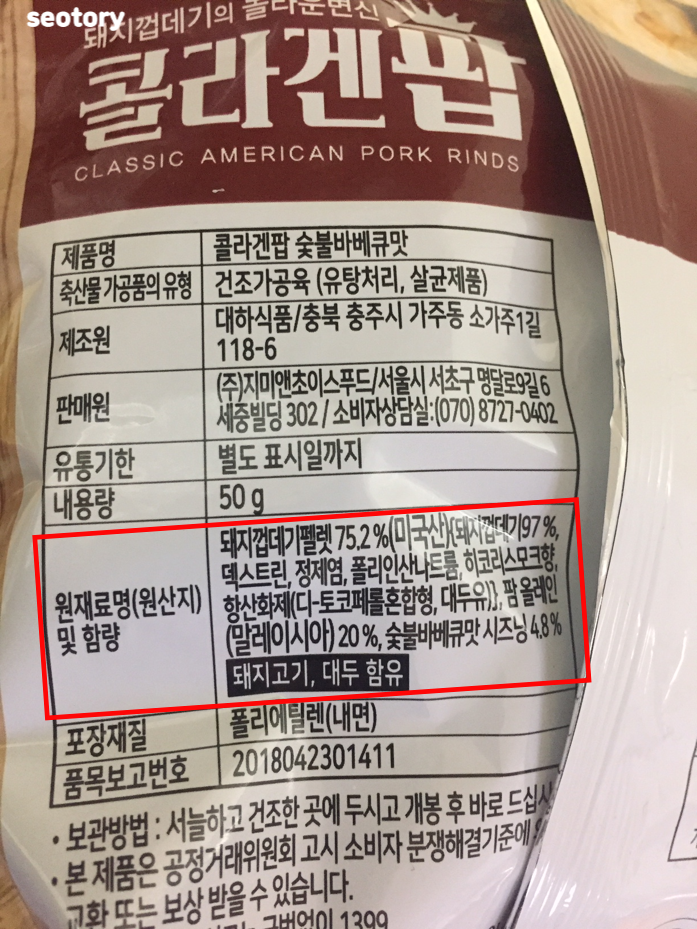 seotory
돼지껍데기의 놀라운변신
콜라겐팝
CLASSIC AMERICAN PORK RINDS
제품명
콜라겐팝 숯불바베큐맛
축산물 가공품의 유형
건조가공육 (유탕처리, 살균제품)
제조원
대하식품/충북 충주시 가주동 소가주1길
118-6
판매원
(주)지미앤초이스푸드/서울시 서초구 명달로9길 6
세중빌딩 302 / 소비자상담실:(070) 8727-0402
유통기한
별도 표시일까지
내용량
50 g
원재료명(원산지)
및 함량
돼지껍데기펠렛 75.2%(미국산){돼지껍데기97 %,
덱스트린, 정제염, 폴리인산나트륨, 히코리스모크향,
항산화제(디-토코페롤혼합형, 대두유)}, 팜 올레인
(말레이시아) 20%, 숯불바베큐맛 시즈닝 4.8%
돼지고기, 대두 함유
포장재질
폴리에틸렌(내면)
품목보고번호
2018042301411
• 보관방법 : 서늘하고 건조한 곳에 두시고 개봉 후 바로 드십시
• 본 제품은 공정거래위원회 고시 소비자 분쟁해결기준에
교환 또는 보상 받을 수 있습니다.
국번없이 1399